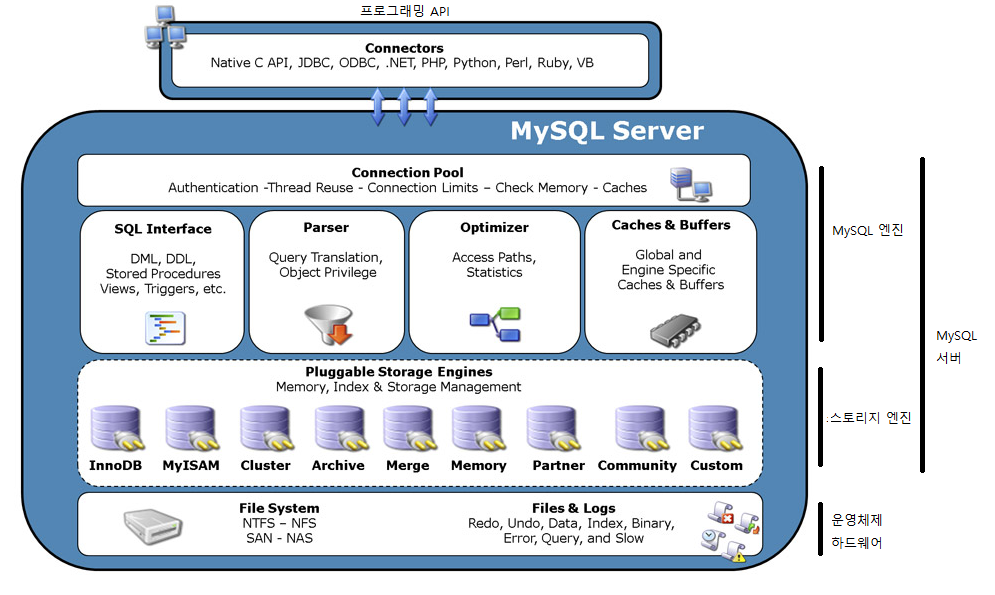 프로그래밍 API
Connectors
Native C API, JDBC, ODBC, .NET, PHP, Python, Perl, Ruby, VB
MySQL Server
Connection Pool
Authentication -Thread Reuse - Connection Limits – Check Memory - Caches
SQL Interface
DML, DDL,
Stored Procedures
Views, Triggers, etc.
Parser
Query Translation,
Object Privilege
Optimizer
Access Paths,
Statistics
Caches & Buffers
Global and
Engine Specific
Caches & Buffers
MySQL 엔진
Pluggable Storage Engines
Memory, Index & Storage Management
InnoDB
MyISAM
Cluster
Archive
Merge
Memory
Partner
Community
Custom
스토리지 엔진
MySQL
서버
File System
NTFS – NFS
SAN - NAS
Files & Logs
Redo, Undo, Data, Index, Binary,
Error, Query, and Slow
운영체제
하드웨어